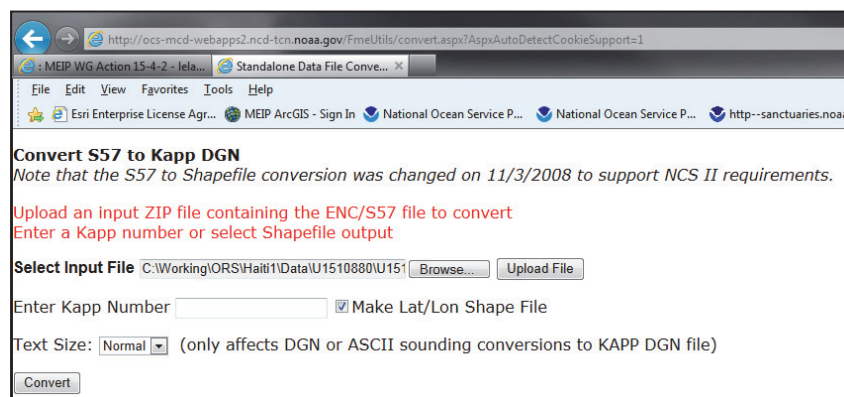 http://ocs-mcd-webapps2.ncd-tcn.noaa.gov/FmeUtils/convert.aspx?AspxAutoDetectCookieSupport=1
: MEIP WG Action 15-4-2 - lela... Standalone Data File Conve... ×
File Edit View Favorites Tools Help
Esri Enterprise License Agr... MEIP ArcGIS - Sign In National Ocean Service P... National Ocean Service P... http--sanctuaries.noaa
Convert S57 to Kapp DGN
Note that the S57 to Shapefile conversion was changed on 11/3/2008 to support NCS II requirements.
Upload an input ZIP file containing the ENC/S57 file to convert
Enter a Kapp number or select Shapefile output
Select Input File C:\Working\ORS\Haiti1\Data\U1510880\U151 Browse... Upload File
Enter Kapp Number Make Lat/Lon Shape File
Text Size: Normal (only affects DGN or ASCII sounding conversions to KAPP DGN file)
Convert